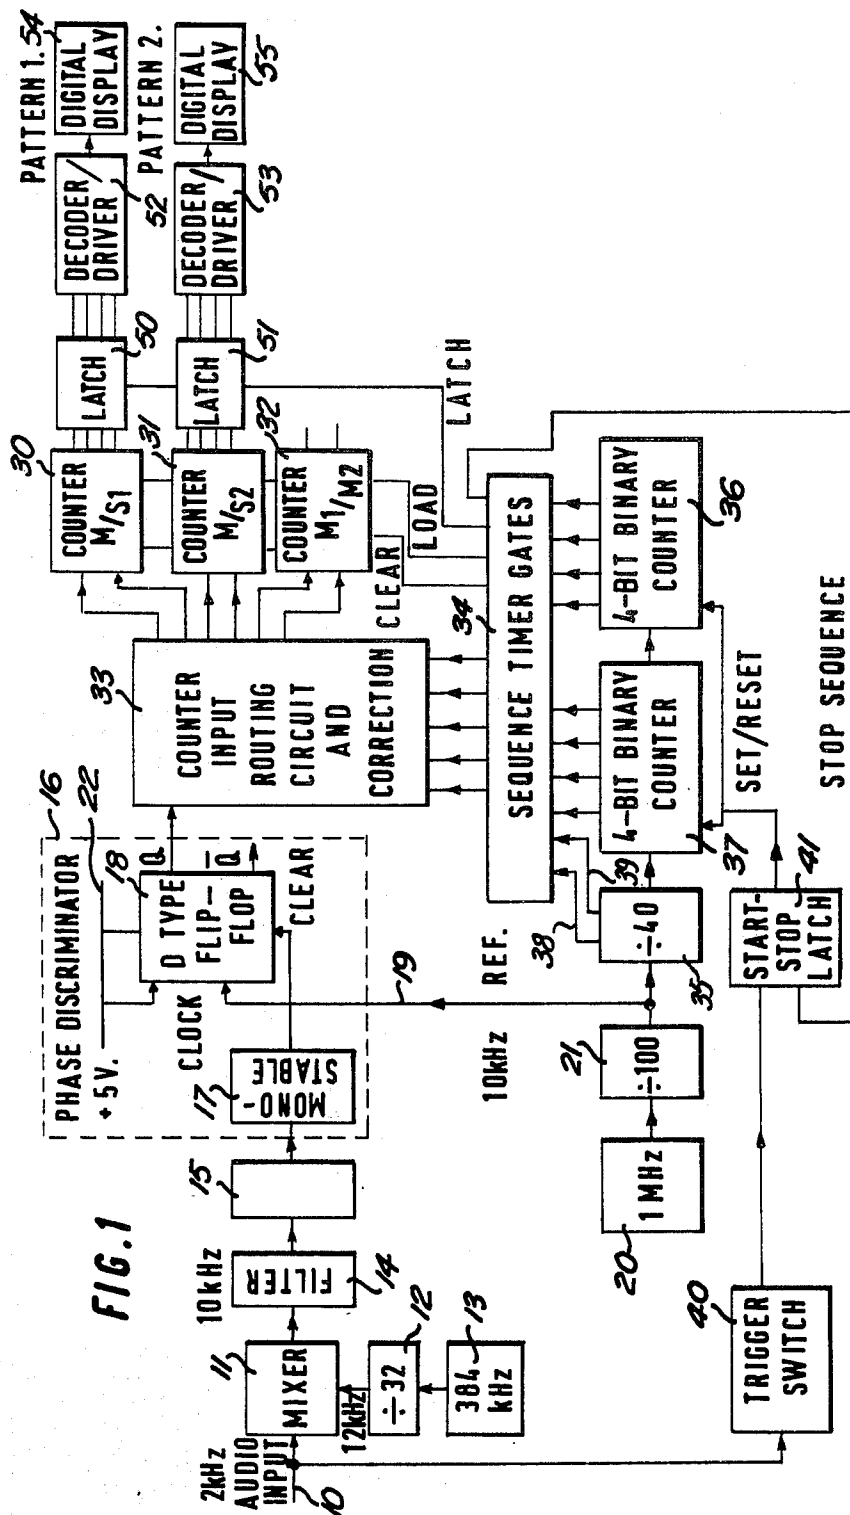 FIG.1
2kHz
AUDIO
INPUT
10
MIXER
11
12kHz
÷32
12
384
kHz
13
10kHz
FILTER
14
15
PHASE DISCRIMINATOR
16
+5V.
22
MONO-
STABLE
17
CLOCK
D TYPE
FLIP-
FLOP
18
Q
Q̅
CLEAR
19
10kHz REF.
1MHz
20
÷100
21
÷40
35
38
39
COUNTER
INPUT
ROUTING
CIRCUIT
AND
CORRECTION
33
COUNTER
M/S1
30
COUNTER
M/S2
31
COUNTER
M1/M2
32
CLEAR
LOAD
LATCH
LATCH
50
LATCH
51
DECODER/
DRIVER
52
DECODER/
DRIVER
53
PATTERN 1.
DIGITAL
DISPLAY
54
PATTERN 2.
DIGITAL
DISPLAY
55
SEQUENCE TIMER GATES
34
4-BIT BINARY
COUNTER
37
4-BIT BINARY
COUNTER
36
SET/RESET
TRIGGER
SWITCH
40
START-
STOP
LATCH
41
STOP SEQUENCE